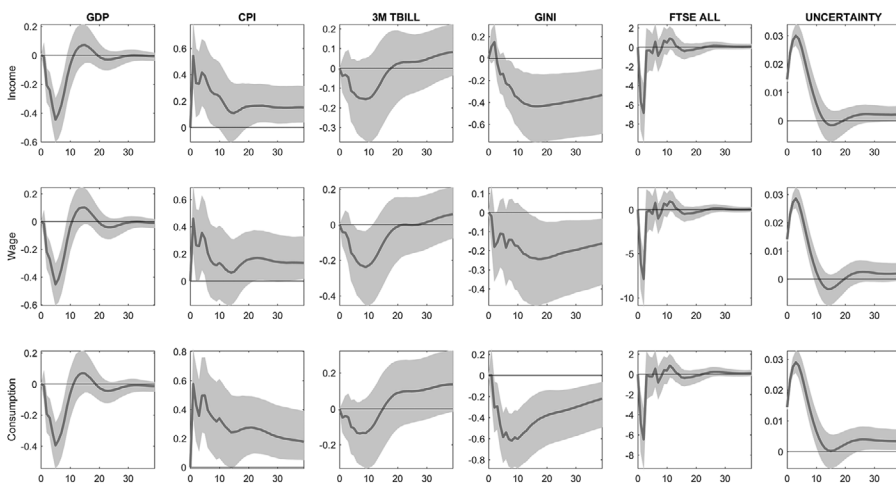 GDP CPI 3M TBILL GINI FTSE ALL UNCERTAINTY
Income
0.2 0 -0.2 -0.4 -0.6
0.6 0.4 0.2 0
0.2 0.1 0 -0.1 -0.2 -0.3
0.2 0 -0.2 -0.4 -0.6
2 0 -2 -4 -6 -8
0.03 0.02 0.01 0
0 10 20 30 0 10 20 30 0 10 20 30 0 10 20 30 0 10 20 30 0 10 20 30
Wage
0.2 0 -0.2 -0.4 -0.6
0.6 0.4 0.2 0
0.2 0 -0.2 -0.4
0.1 0 -0.1 -0.2 -0.3 -0.4
0 -5 -10
0.03 0.02 0.01 0
0 10 20 30 0 10 20 30 0 10 20 30 0 10 20 30 0 10 20 30 0 10 20 30
Consumption
0.2 0 -0.2 -0.4
0.8 0.6 0.4 0.2 0
0.2 0 -0.2
0.2 0 -0.2 -0.4 -0.6 -0.8
2 0 -2 -4 -6 -8
0.03 0.02 0.01 0
0 10 20 30 0 10 20 30 0 10 20 30 0 10 20 30 0 10 20 30 0 10 20 30